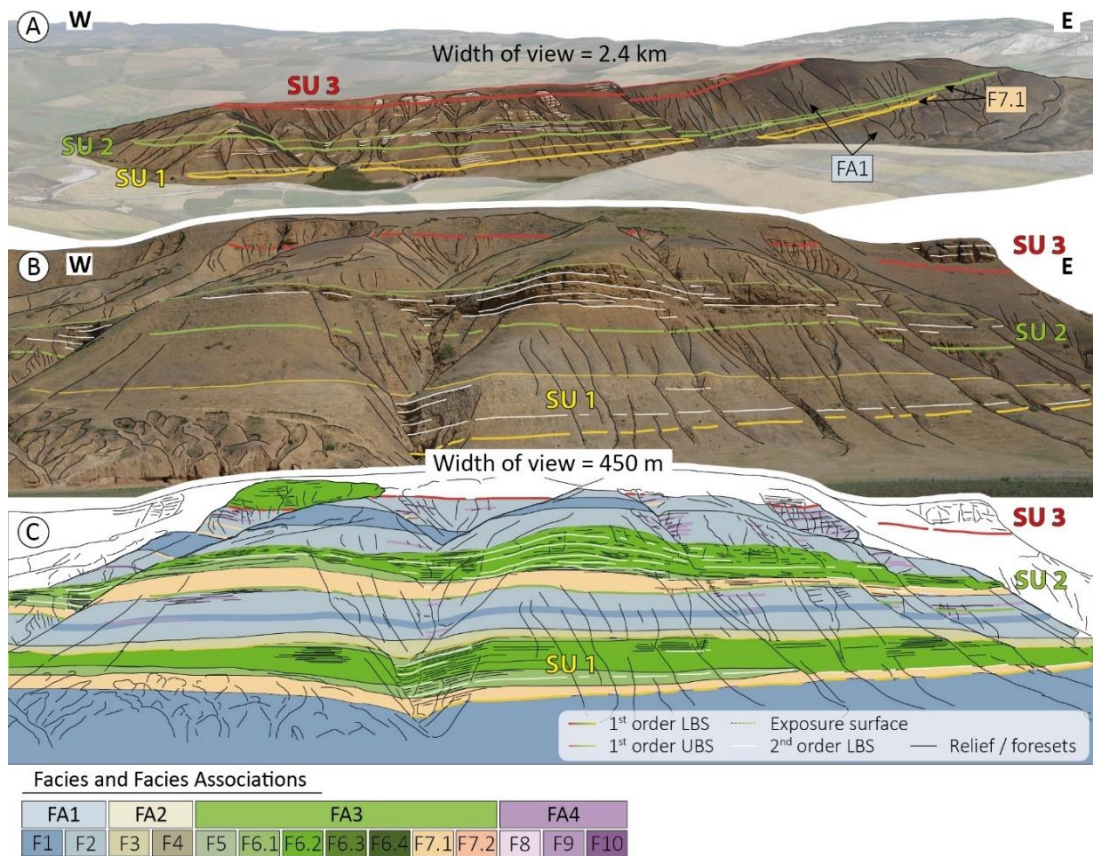 A W E
Width of view = 2.4 km
SU 3
F7.1
SU 2
FA1
SU 1
B W SU 3
E
SU 2
SU 1
Width of view = 450 m
C SU 3
SU 2
SU 1
1st order LBS Exposure surface
1st order UBS 2nd order LBS Relief / foresets
Facies and Facies Associations
FA1 FA2 FA3 FA4
F1 F2 F3 F4 F5 F6.1 F6.2 F6.3 F6.4 F7.1 F7.2 F8 F9 F10